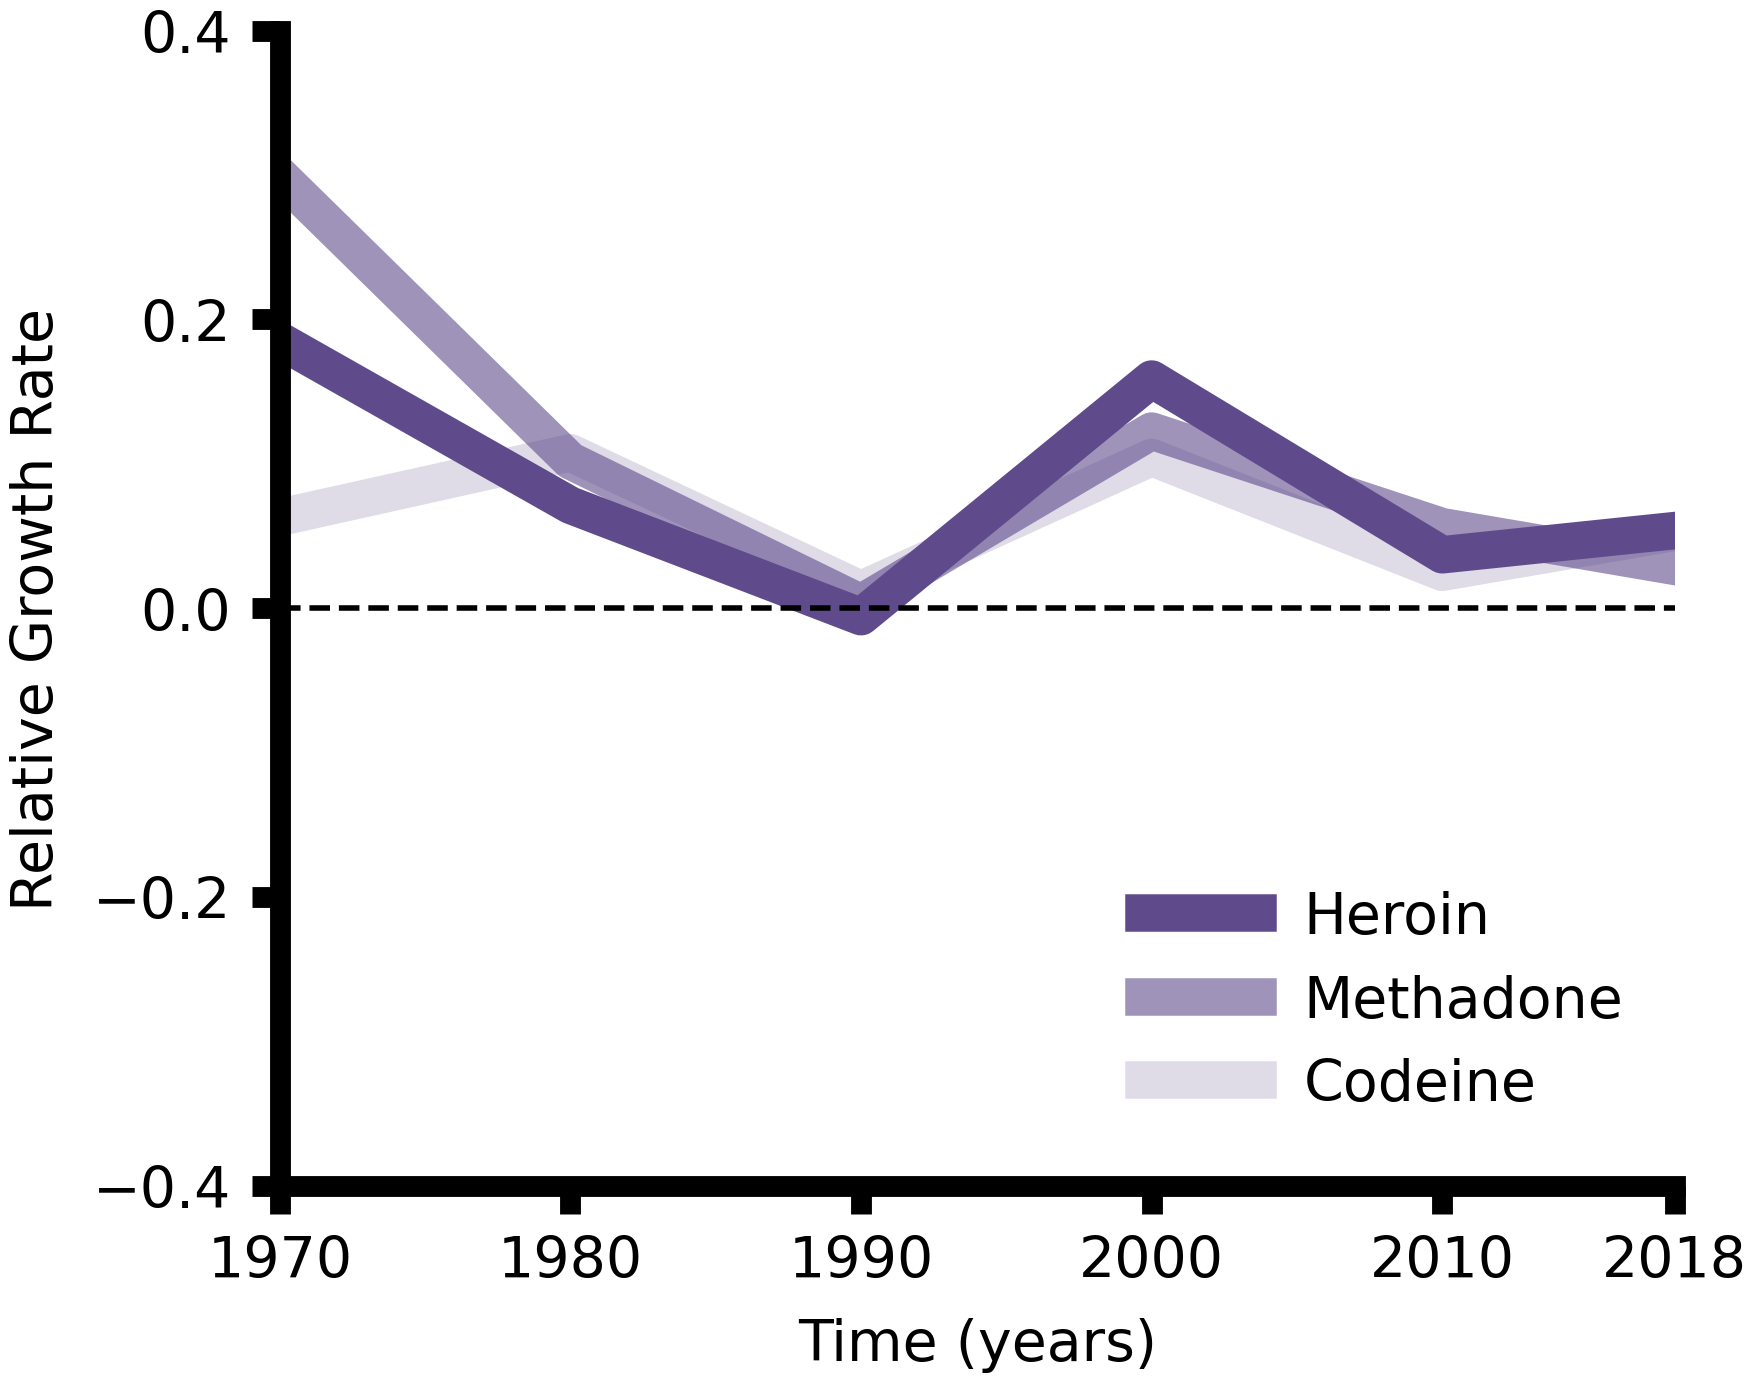 0.4
0.2
0.0
−0.2
−0.4
Relative Growth Rate
Heroin
Methadone
Codeine
1970 1980 1990 2000 2010 2018
Time (years)